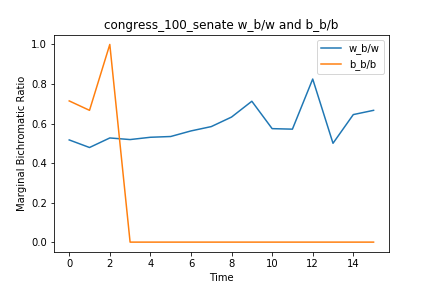 congress_100_senate w_b/w and b_b/b
w_b/w
b_b/b
Marginal Bichromatic Ratio
1.0
0.8
0.6
0.4
0.2
0.0
0 2 4 6 8 10 12 14
Time